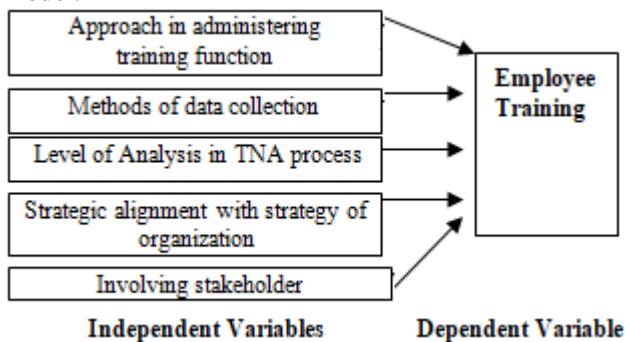 Approach in administering
training function
Employee
Training
Methods of data collection
Level of Analysis in TNA process
Strategic alignment with strategy of
organization
Involving stakeholder
Independent Variables
Dependent Variable